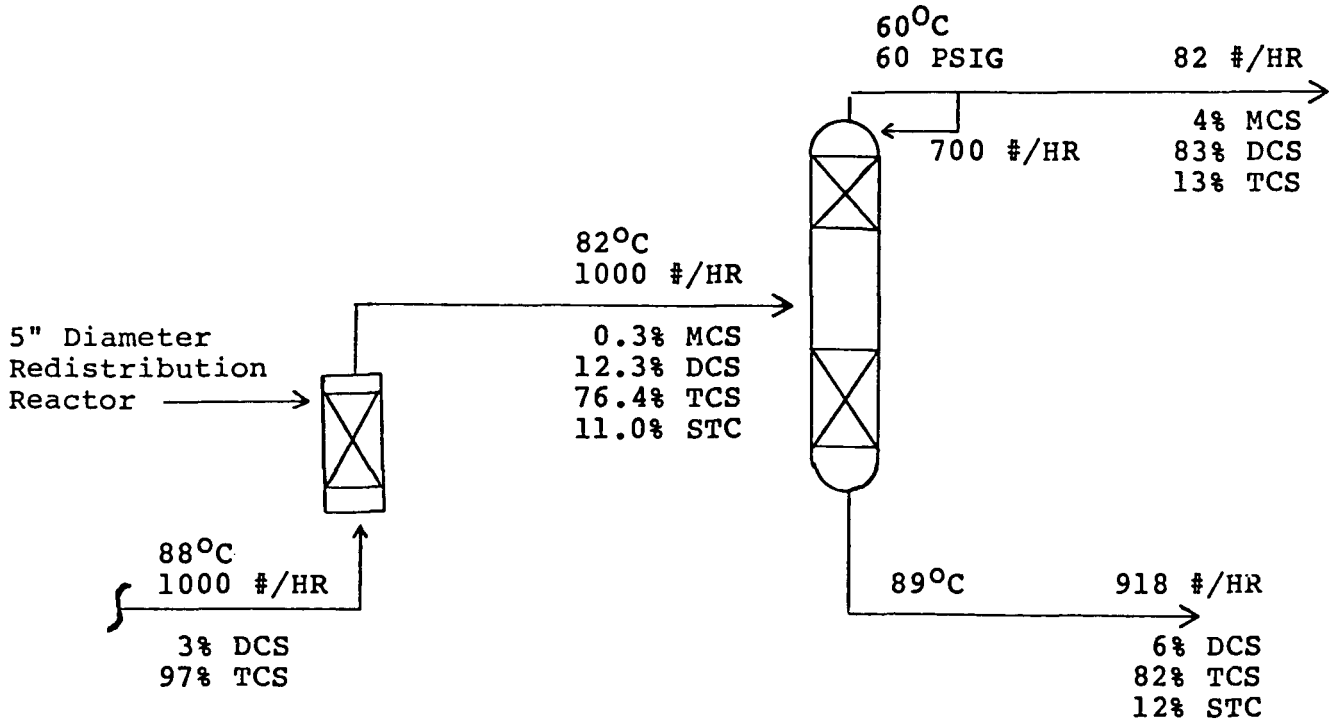 60°C
60 PSIG
82 #/HR
4% MCS
83% DCS
13% TCS
700 #/HR
82°C
1000 #/HR
0.3% MCS
12.3% DCS
76.4% TCS
11.0% STC
5" Diameter
Redistribution
Reactor
88°C
1000 #/HR
3% DCS
97% TCS
89°C
918 #/HR
6% DCS
82% TCS
12% STC